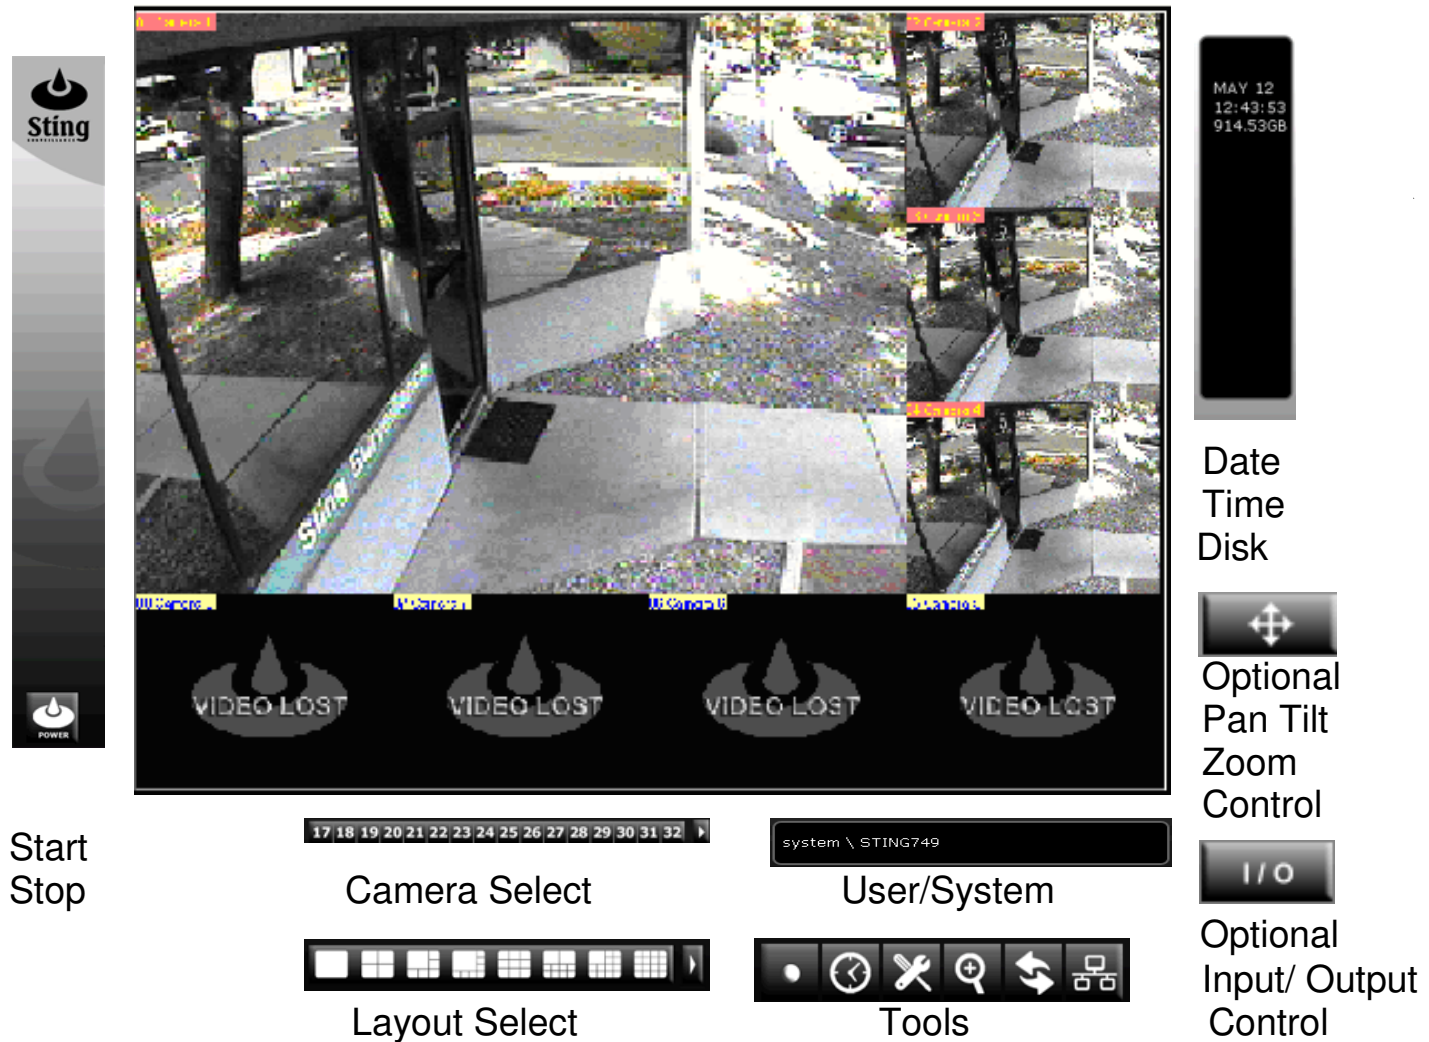 Sting
POWER
Start
Stop
VIDEO LOST
VIDEO LOST
VIDEO LOST
VIDEO LOST
MAY 12
12:43:53
914.53GB
Date
Time
Disk
Optional
Pan Tilt
Zoom
Control
17 18 19 20 21 22 23 24 25 26 27 28 29 30 31 32
Camera Select
system \ STING749
User/System
I / O
Optional
Input/ Output
Control
Layout Select
Tools